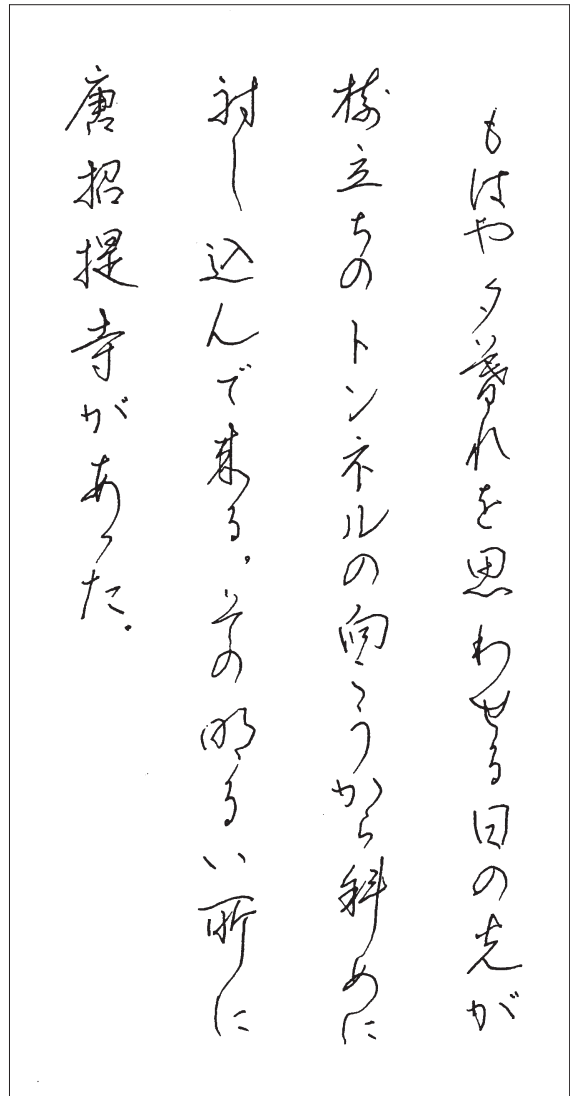 もはや夕暮れを思わせる日の光が
樹立ちのトンネルの向こうから斜めに
射し込んで来る。その明るい所に
唐招提寺があった。